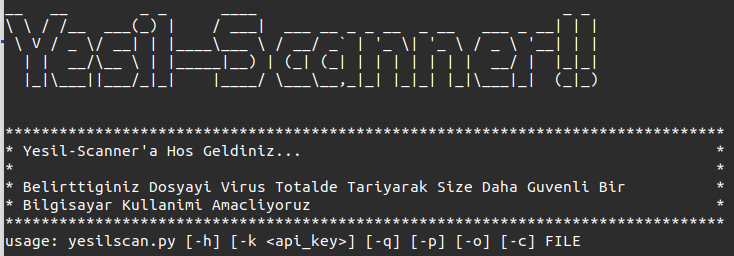 Yesil-Scanner!!
********************************************************************************
* Yesil-Scanner'a Hos Geldiniz...                                              *
*                                                                              *
* Belirttiginiz Dosyayi Virus Totalde Tariyarak Size Daha Guvenli Bir          *
* Bilgisayar Kullanimi Amacliyoruz                                             *
********************************************************************************
usage: yesilscan.py [-h] [-k <api_key>] [-q] [-p] [-o] [-c] FILE